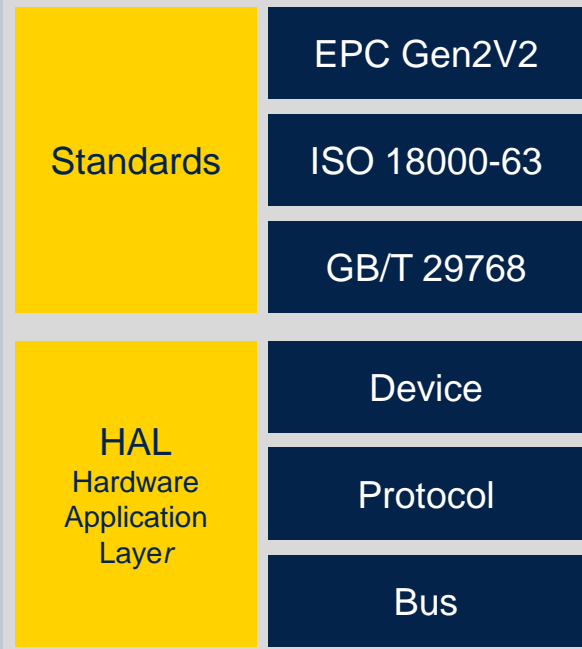 Standards
EPC Gen2V2
ISO 18000-63
GB/T 29768
HAL
Hardware
Application
Layer
Device
Protocol
Bus